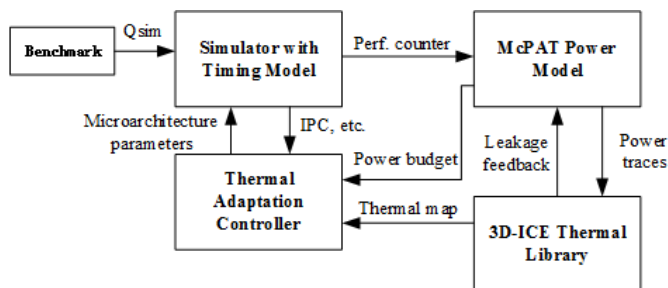 Benchmark
Qsim
Simulator with
Timing Model
Perf. counter
McPAT Power
Model
Microarchitecture
parameters
IPC, etc.
Power budget
Leakage
feedback
Power
traces
Thermal
Adaptation
Controller
Thermal map
3D-ICE Thermal
Library